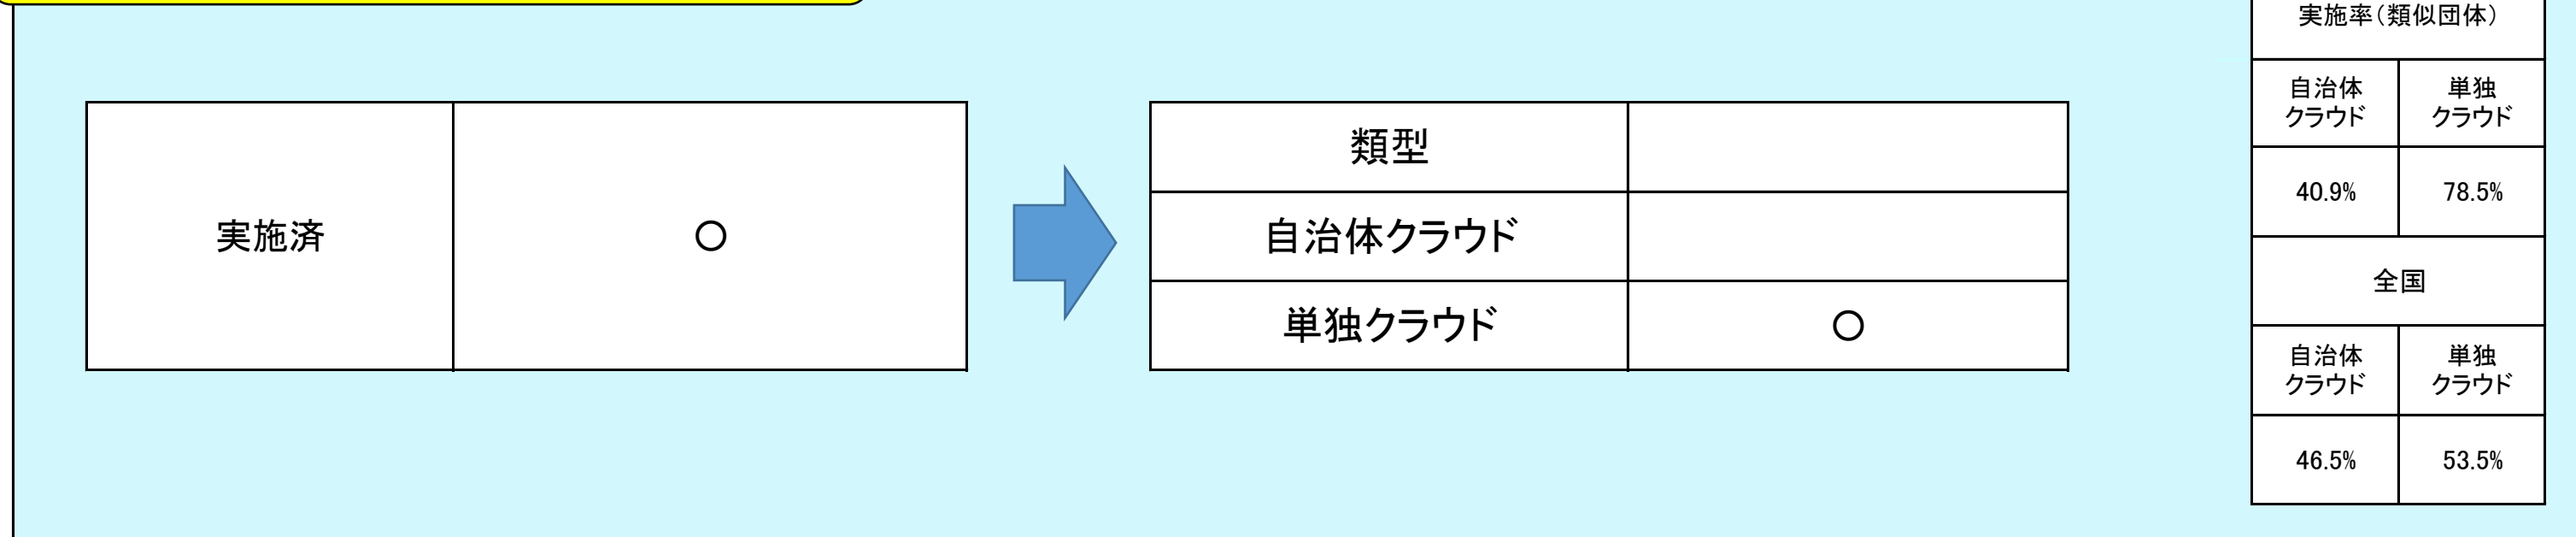 実施済
○
類型
自治体クラウド
単独クラウド
○
実施率(類似団体)
自治体
クラウド
単独
クラウド
40.9%
78.5%
全国
自治体
クラウド
単独
クラウド
46.5%
53.5%